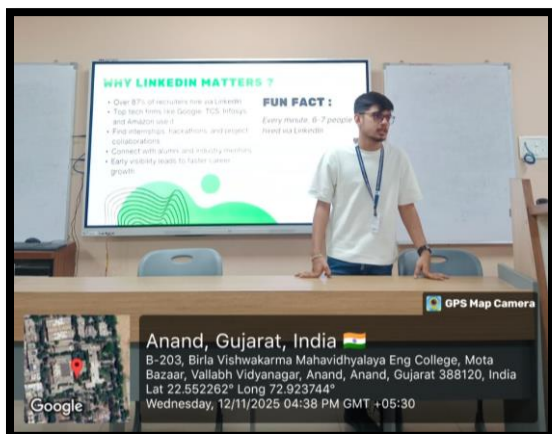 WHY LINKEDIN MATTERS ?
• Over 87% of recruiters hire via LinkedIn
• Top tech firms like Google, TCS, Infosys
and Amazon use it
• Find internships, hackathons, and project
collaborations
• Connect with alumni and industry mentors
• Early visibility leads to faster career
growth
FUN FACT :
Every minute, 6-7 people
hired via LinkedIn
GPS Map Camera
Google
Anand, Gujarat, India
B-203, Birla Vishwakarma Mahavidhyalaya Eng College, Mota
Bazaar, Vallabh Vidyanagar, Anand, Anand, Gujarat 388120, India
Lat 22.552262° Long 72.923744°
Wednesday, 12/11/2025 04:38 PM GMT +05:30